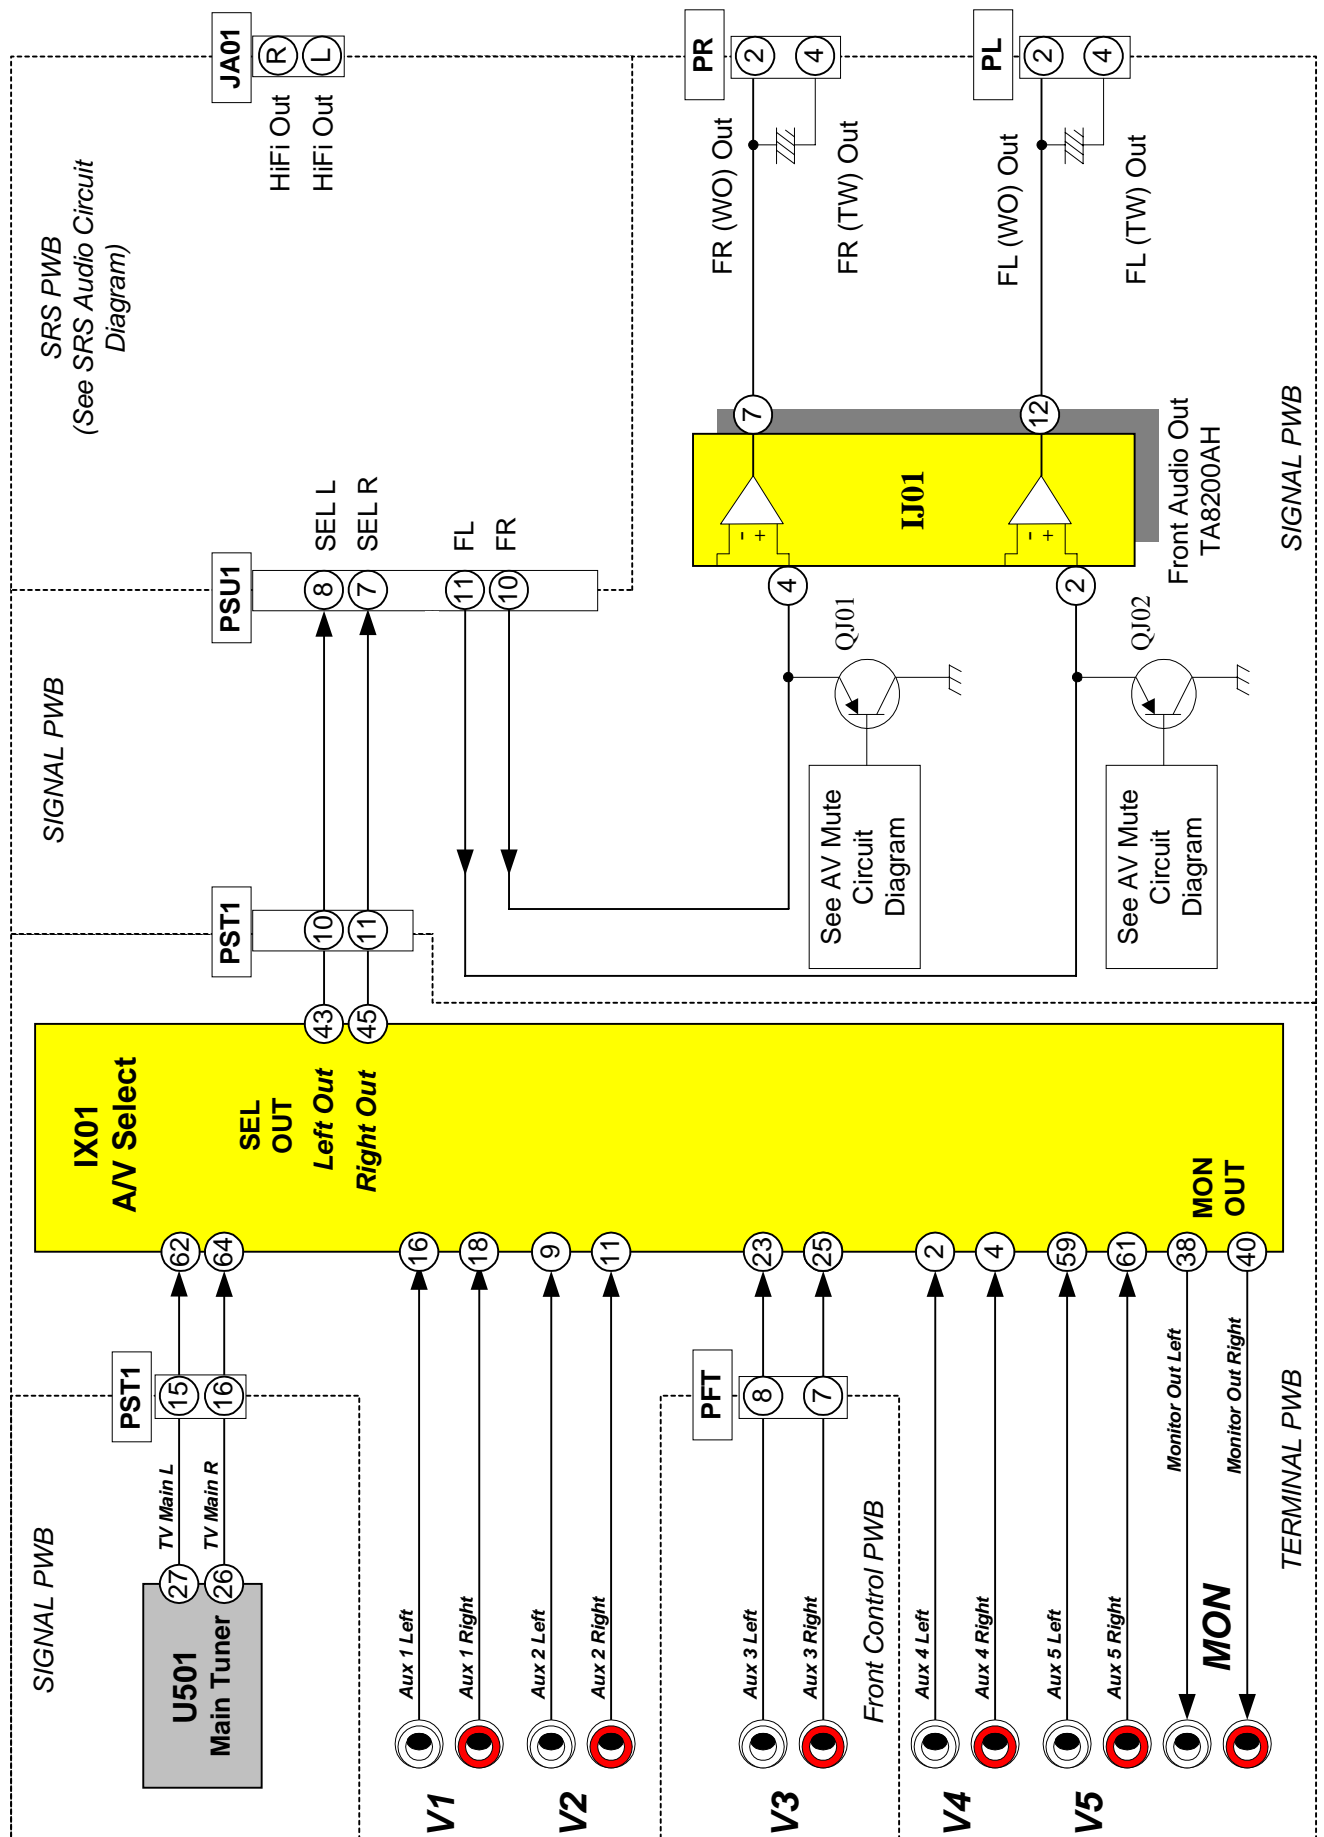 SIGNAL PWB
U501
Main Tuner
27
26
TV Main L
TV Main R
PST1
15
16
62
64
IX01
A/V Select
SEL
OUT
Left Out
Right Out
43
45
PST1
10
11
SIGNAL PWB
PSU1
8
7
11
10
SEL L
SEL R
FL
FR
SRS PWB
(See SRS Audio Circuit
Diagram)
JA01
R
L
HiFi Out
HiFi Out
V1
Aux 1 Left
16
Aux 1 Right
18
V2
Aux 2 Left
9
Aux 2 Right
11
V3
Aux 3 Left
Aux 3 Right
PFT
8
7
23
25
Front Control PWB
V4
Aux 4 Left
2
Aux 4 Right
4
V5
Aux 5 Left
59
Aux 5 Right
61
MON
Monitor Out Left
38
Monitor Out Right
40
MON
OUT
TERMINAL PWB
See AV Mute
Circuit
Diagram
QJ01
See AV Mute
Circuit
Diagram
QJ02
4
2
-
+
-
+
IJ01
7
12
Front Audio Out
TA8200AH
FR (WO) Out
FR (TW) Out
PR
2
4
FL (WO) Out
FL (TW) Out
PL
2
4
SIGNAL PWB